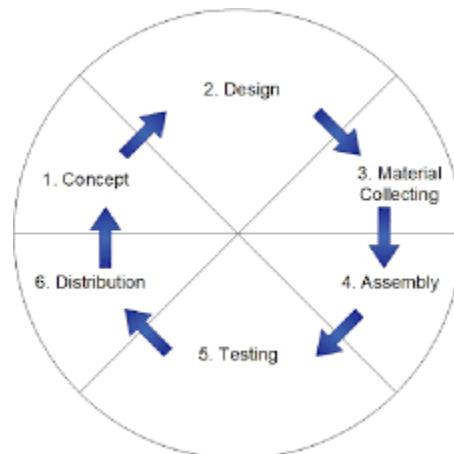 2. Design
1. Concept
3. Material
Collecting
6. Distribution
4. Assembly
5. Testing